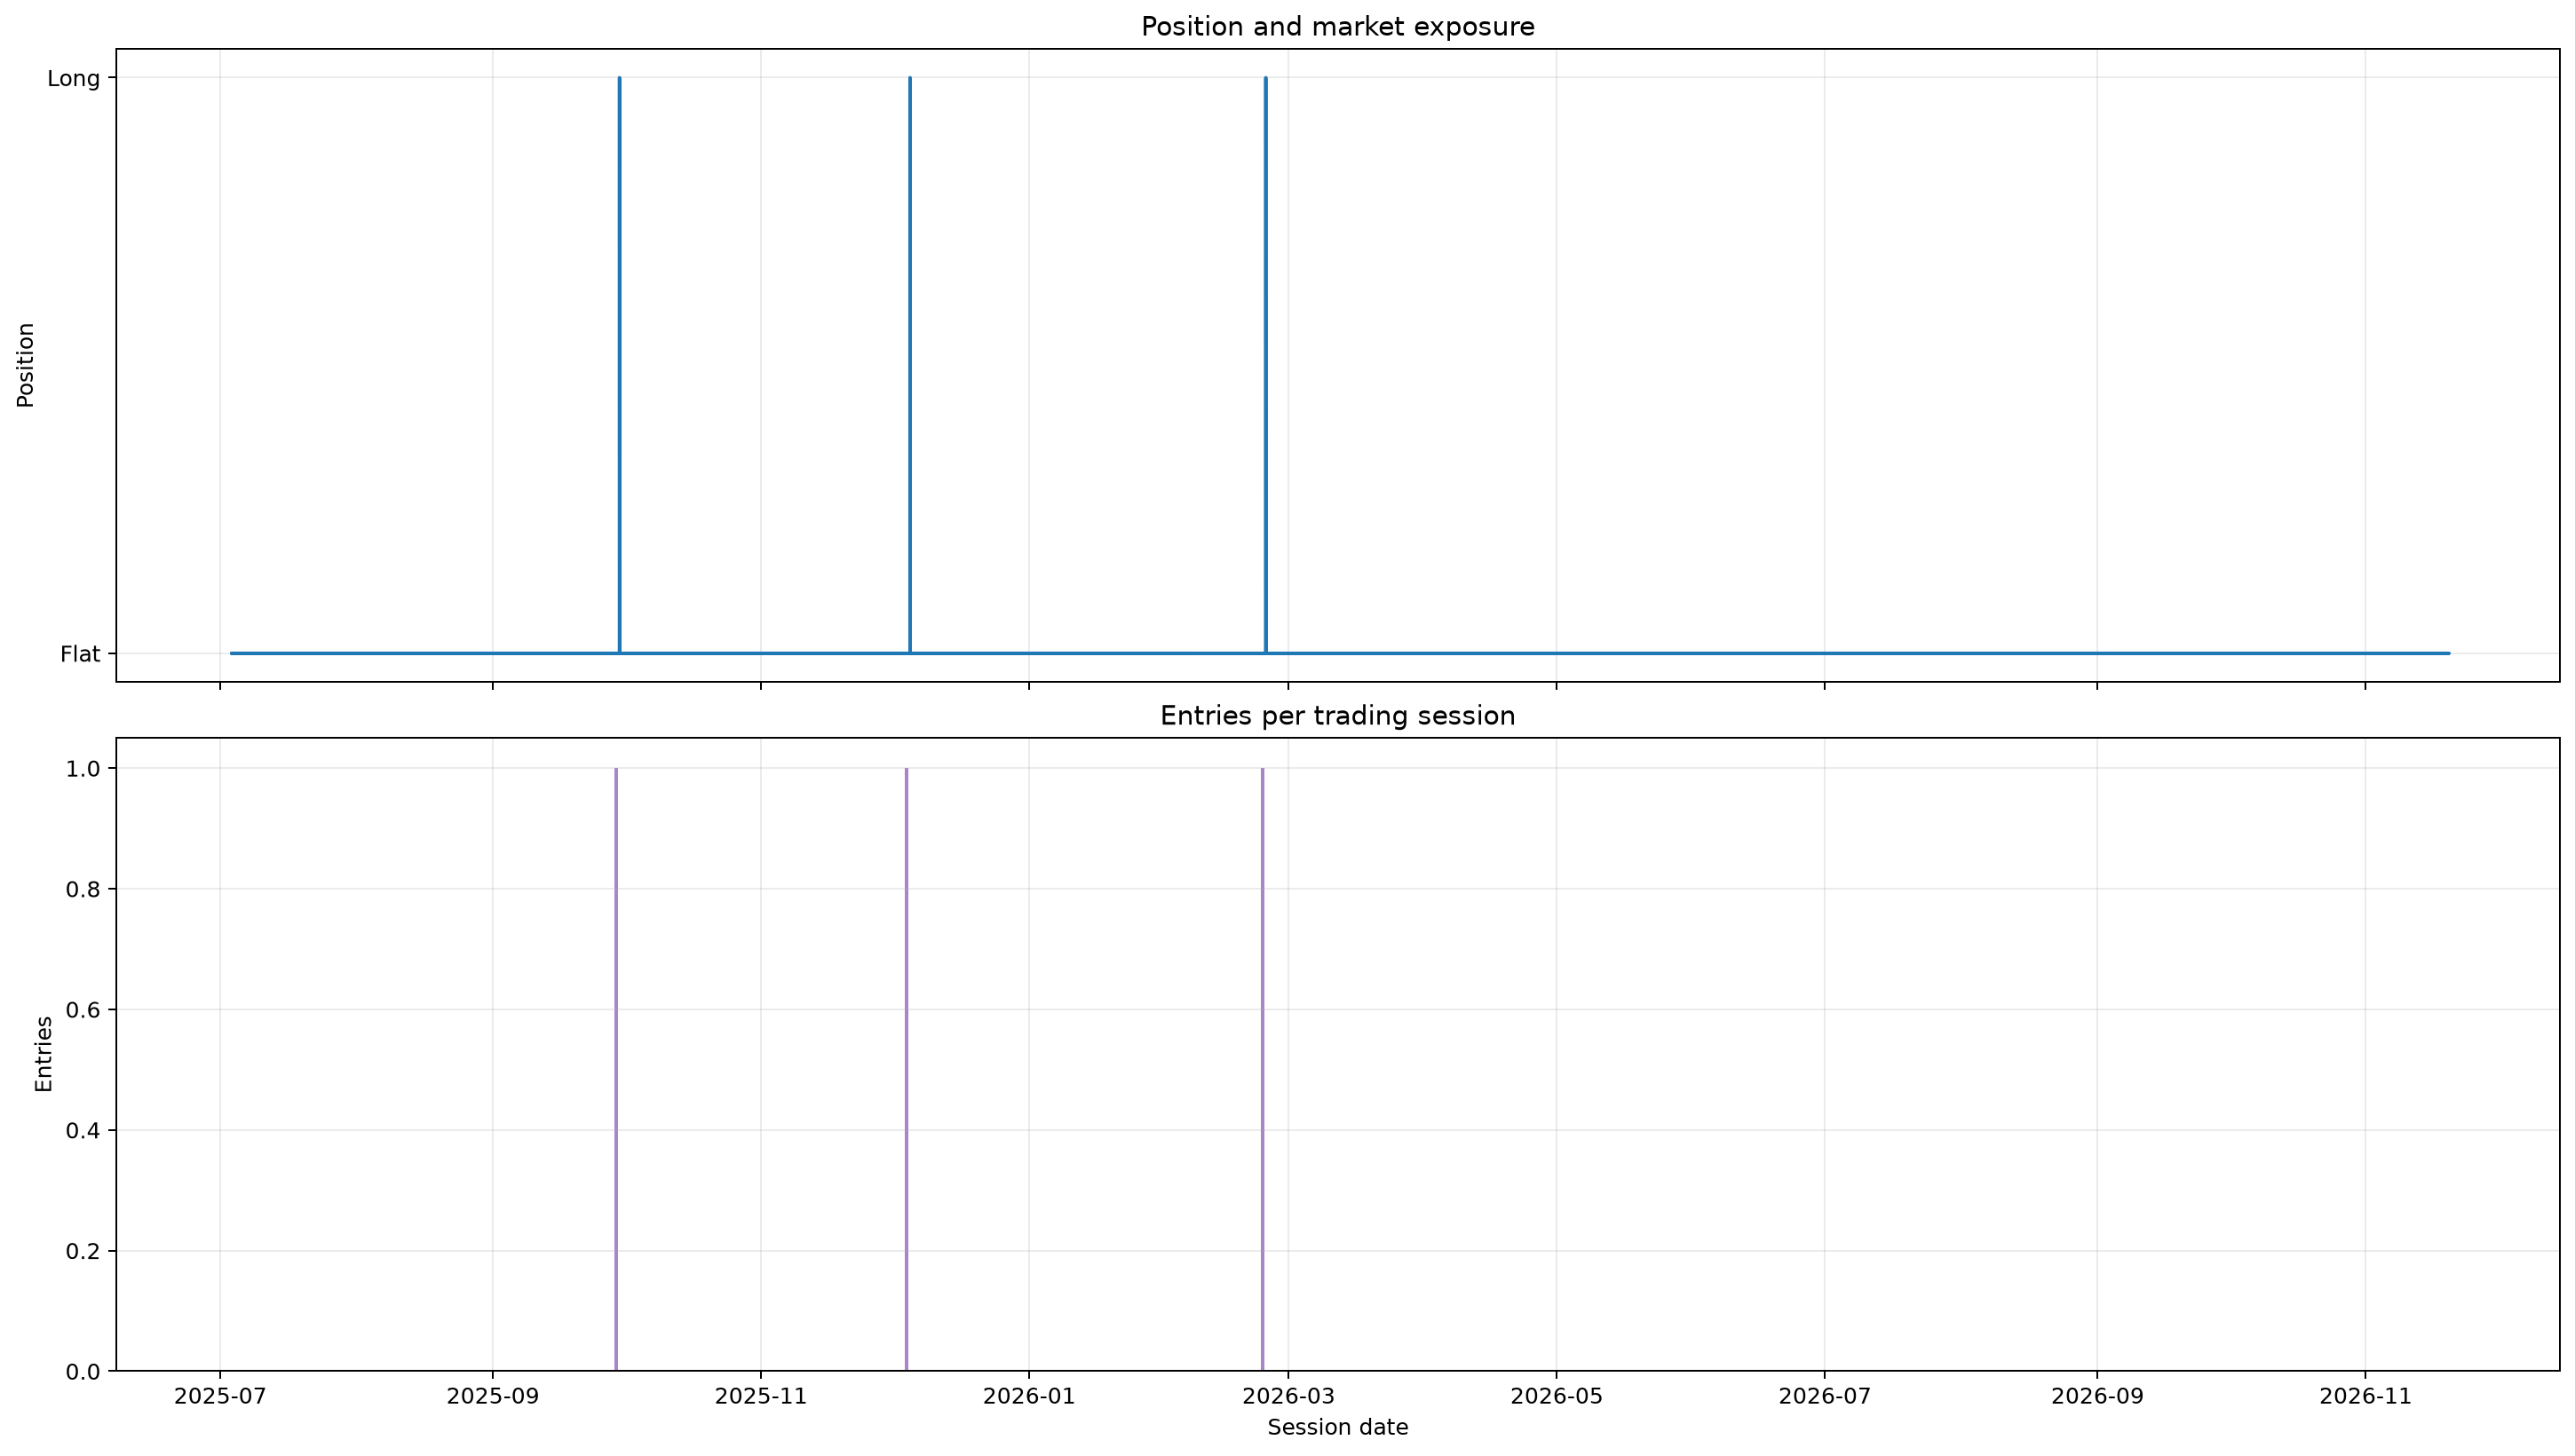 Position and market exposure
Long
Flat
Position
Entries per trading session
1.0
0.8
0.6
0.4
0.2
0.0
Entries
2025-07 2025-09 2025-11 2026-01 2026-03 2026-05 2026-07 2026-09 2026-11
Session date